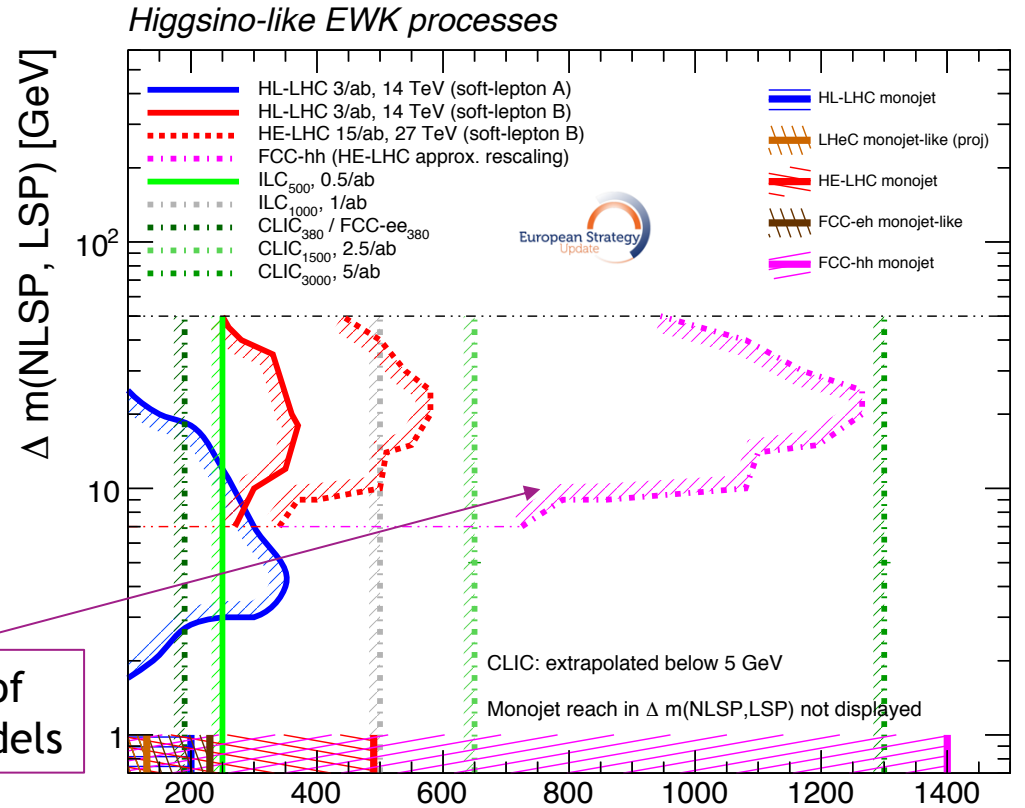 Higgsino-like EWK processes
Δ m(NLSP, LSP) [GeV]
HL-LHC 3/ab, 14 TeV (soft-lepton A)
HL-LHC 3/ab, 14 TeV (soft-lepton B)
HE-LHC 15/ab, 27 TeV (soft-lepton B)
FCC-hh (HE-LHC approx. rescaling)
ILC₅₀₀, 0.5/ab
ILC₁₀₀₀, 1/ab
CLIC₃₈₀ / FCC-ee₃₈₀
CLIC₁₅₀₀, 2.5/ab
CLIC₃₀₀₀, 5/ab
HL-LHC monojet
LHeC monojet-like (proj)
HE-LHC monojet
FCC-eh monojet-like
FCC-hh monojet
European Strategy
Update
10²
10
1
CLIC: extrapolated below 5 GeV
Monojet reach in Δ m(NLSP,LSP) not displayed
of
dels
200 400 600 800 1000 1200 1400